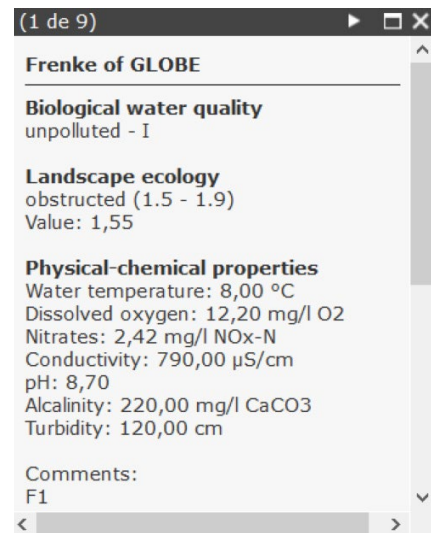 (1 de 9)
Frenke of GLOBE
Biological water quality
unpolluted - I
Landscape ecology
obstructed (1.5 - 1.9)
Value: 1,55
Physical-chemical properties
Water temperature: 8,00 °C
Dissolved oxygen: 12,20 mg/l O2
Nitrates: 2,42 mg/l NOx-N
Conductivity: 790,00 µS/cm
pH: 8,70
Alcalinity: 220,00 mg/l CaCO3
Turbidity: 120,00 cm
Comments:
F1